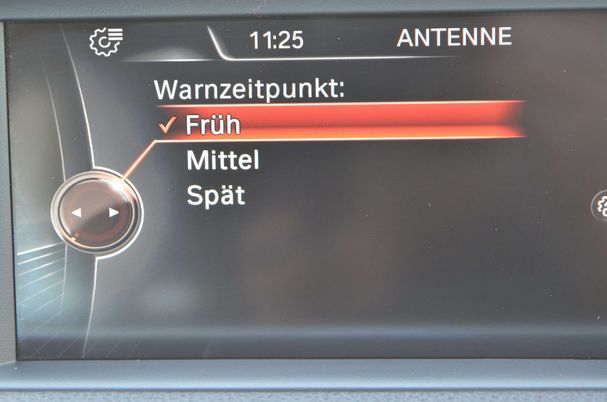 11:25 ANTENNE
Warnzeitpunkt:
Früh
Mittel
Spät